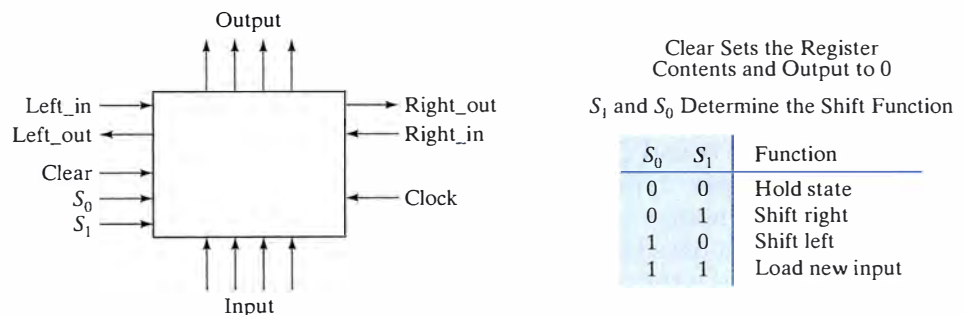 Output
Left_in
Left_out
Clear
S0
S1
Right_out
Right_in
Clock
Input
Clear Sets the Register
Contents and Output to 0
S1 and S0 Determine the Shift Function
S0 S1 Function
0 0 Hold state
0 1 Shift right
1 0 Shift left
1 1 Load new input